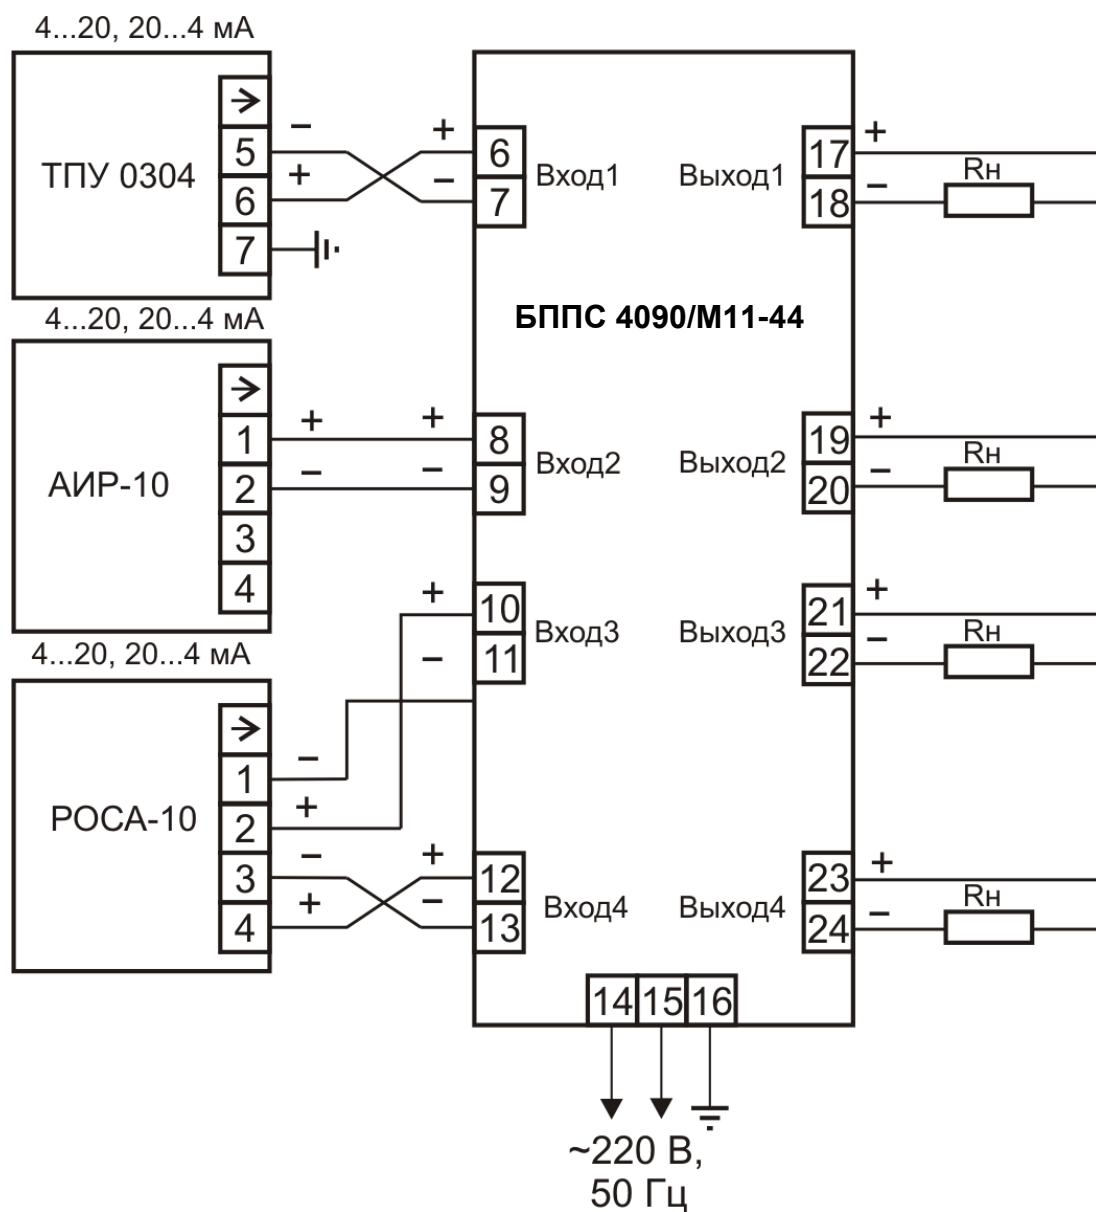 4...20, 20...4 мА
ТПУ 0304
→
5
6
7
−
+
+
−
6
7
Вход1
Выход1
17
18
+
−
Rн
БППС 4090/М11-44
4...20, 20...4 мА
АИР-10
→
1
2
3
4
+
−
+
−
8
9
Вход2
Выход2
19
20
+
−
Rн
+
−
10
11
Вход3
Выход3
21
22
+
−
Rн
4...20, 20...4 мА
РОСА-10
→
1
2
3
4
−
+
−
+
+
−
12
13
Вход4
Выход4
23
24
+
−
Rн
14 15 16
~220 В,
50 Гц